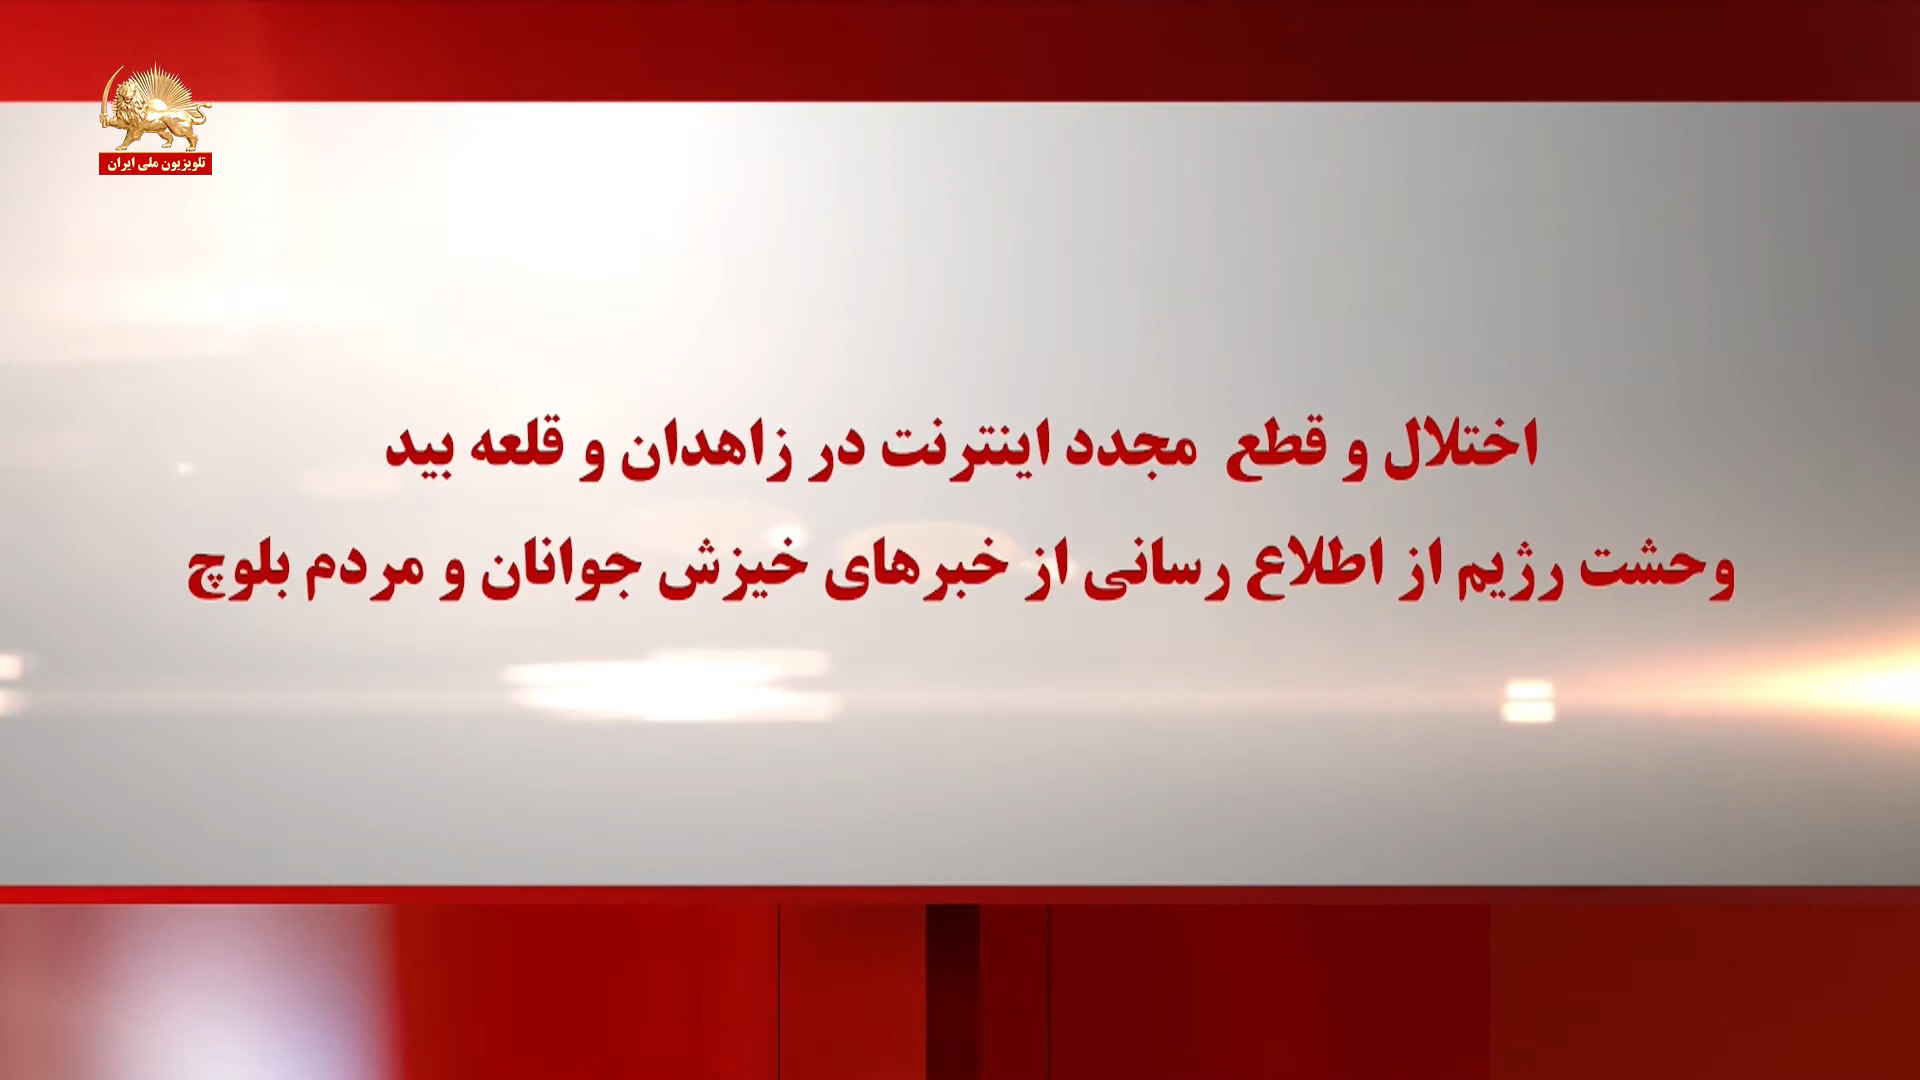 تلویزیون ملی ایران
اختلال و قطع مجدد اینترنت در زاهدان و قلعه بید
وحشت رژیم از اطلاع رسانی از خبرهای خیزش جوانان و مردم بلوچ